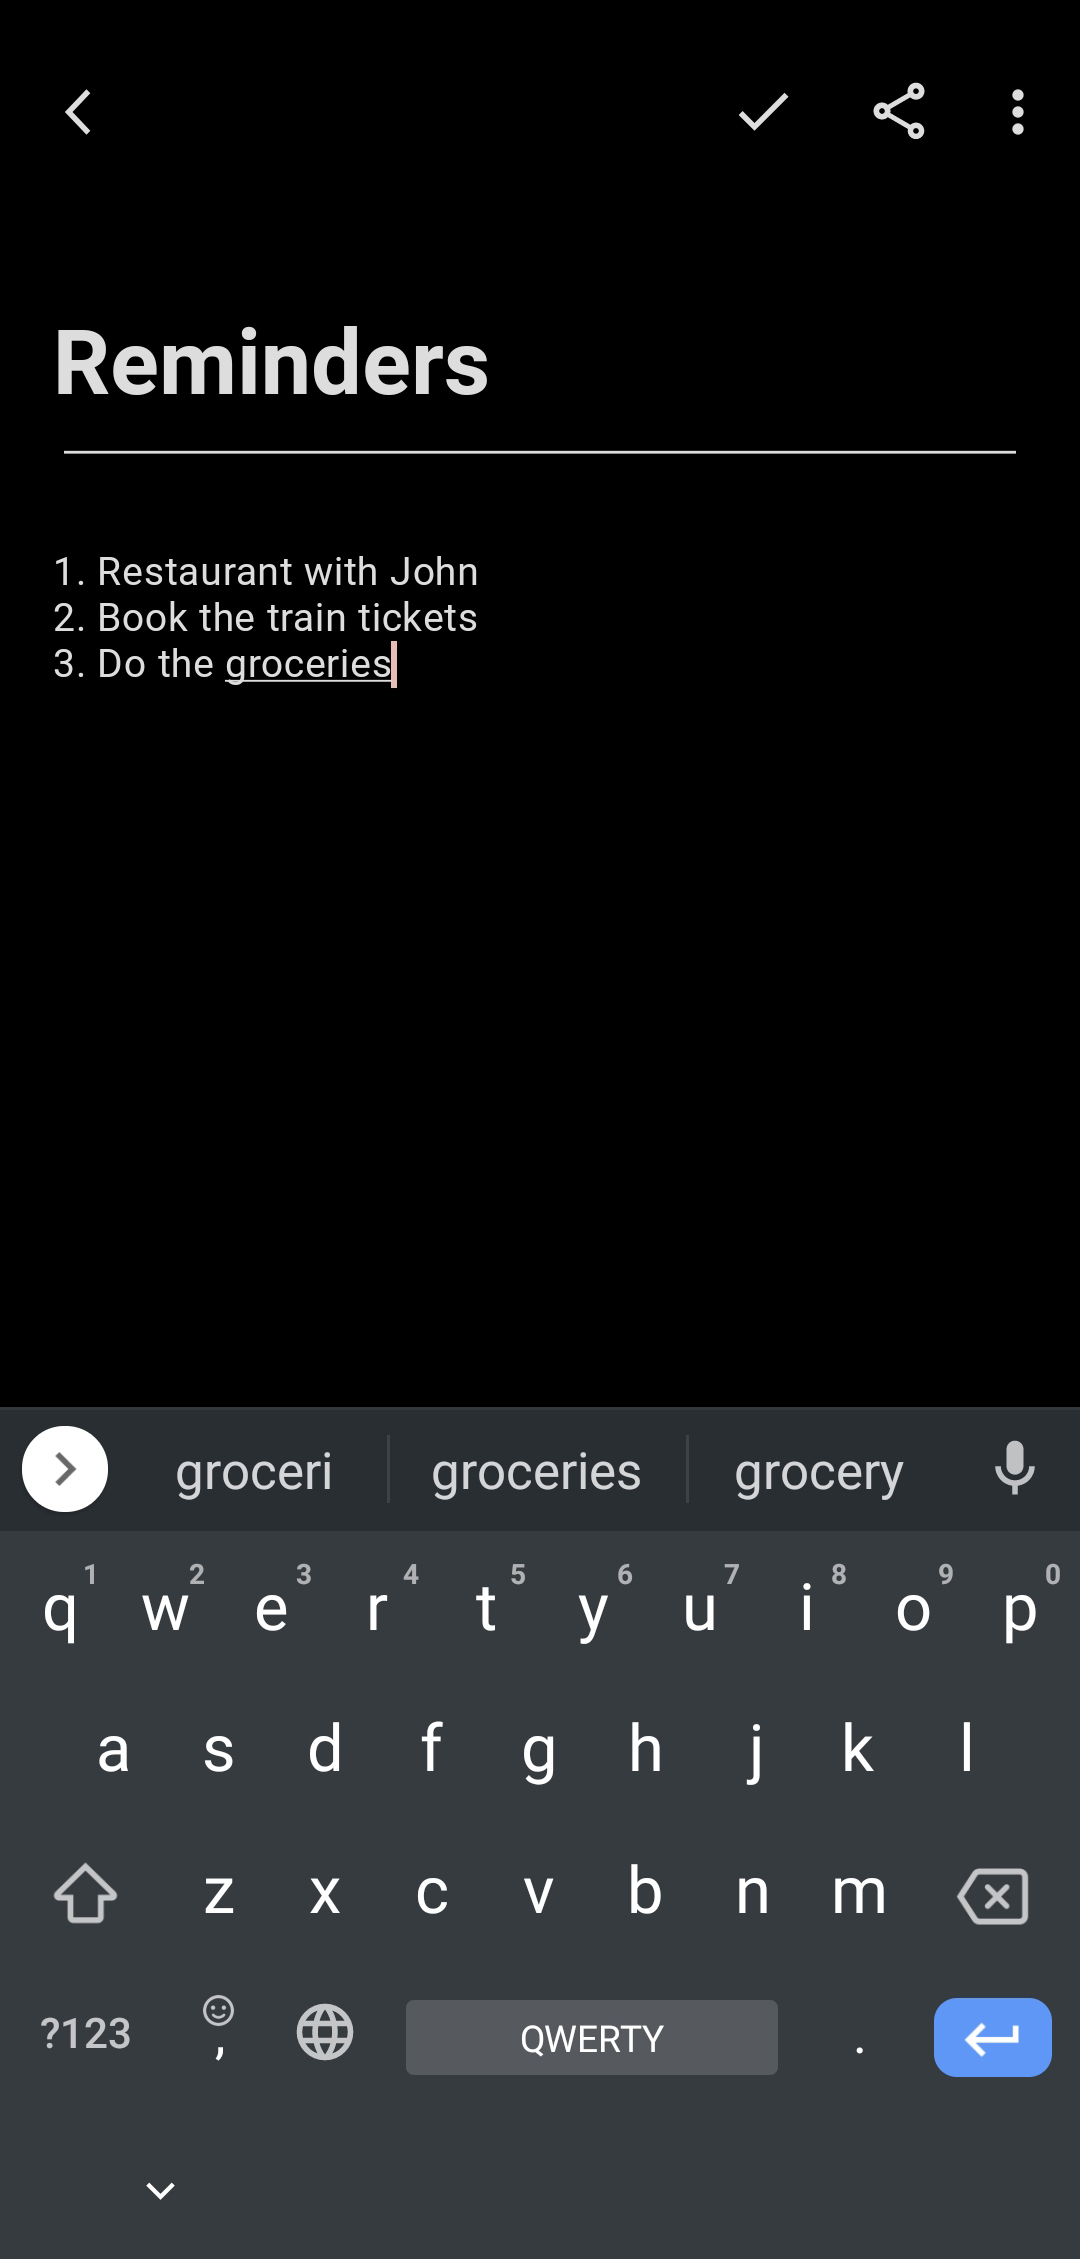 Reminders
1. Restaurant with John
2. Book the train tickets
3. Do the groceries
groceri groceries grocery
q 1 w 2 e 3 r 4 t 5 y 6 u 7 i 8 o 9 p 0
a s d f g h j k l
z x c v b n m
?123 , QWERTY .